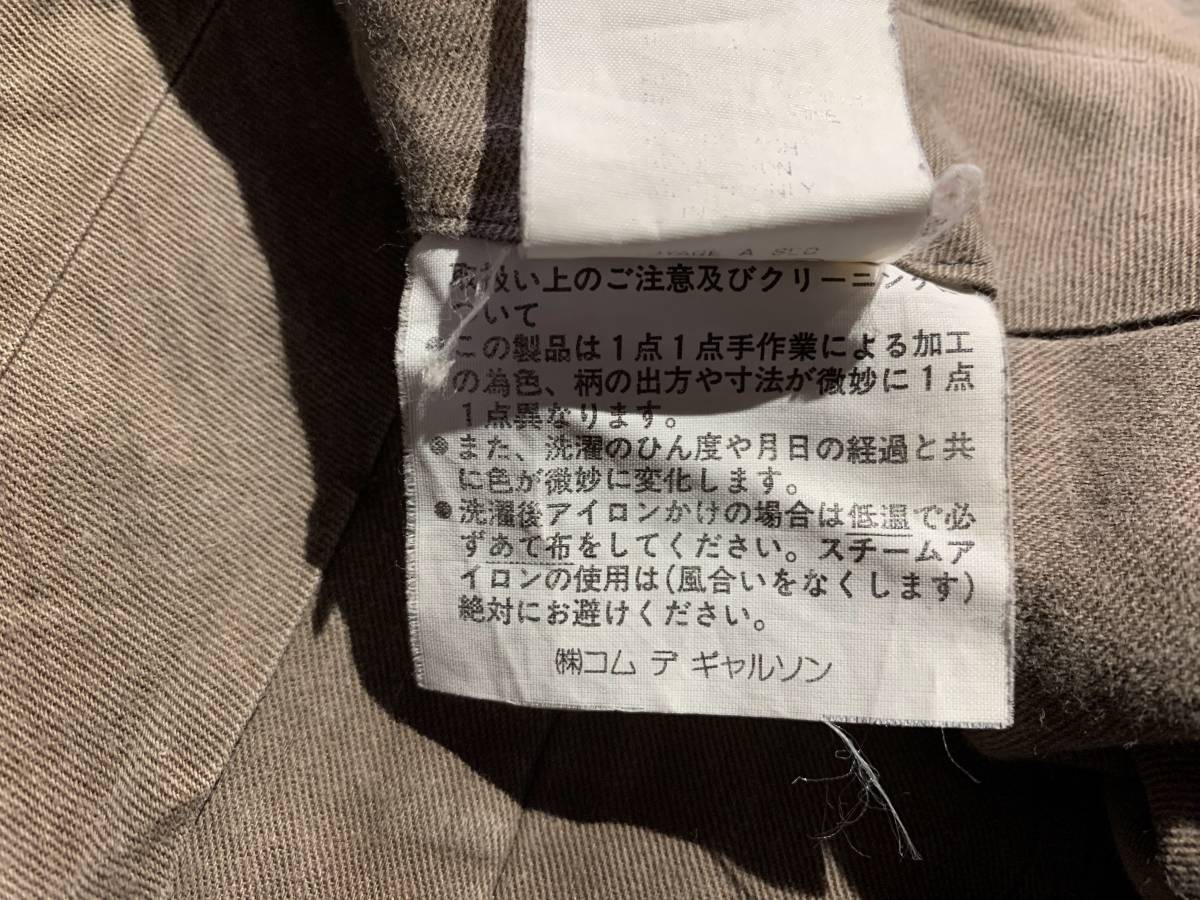 取扱い上のご注意及びクリーニング
ついて
●この製品は1点1点手作業による加工
の為色、柄の出方や寸法が微妙に1点
1点異なります。
●また、洗濯のひん度や月日の経過と共
に色が微妙に変化します。
●洗濯後アイロンかけの場合は低温で必
ずあて布をしてください。スチームア
イロンの使用は(風合いをなくします)
絶対にお避けください。
㈱コム デ ギャルソン